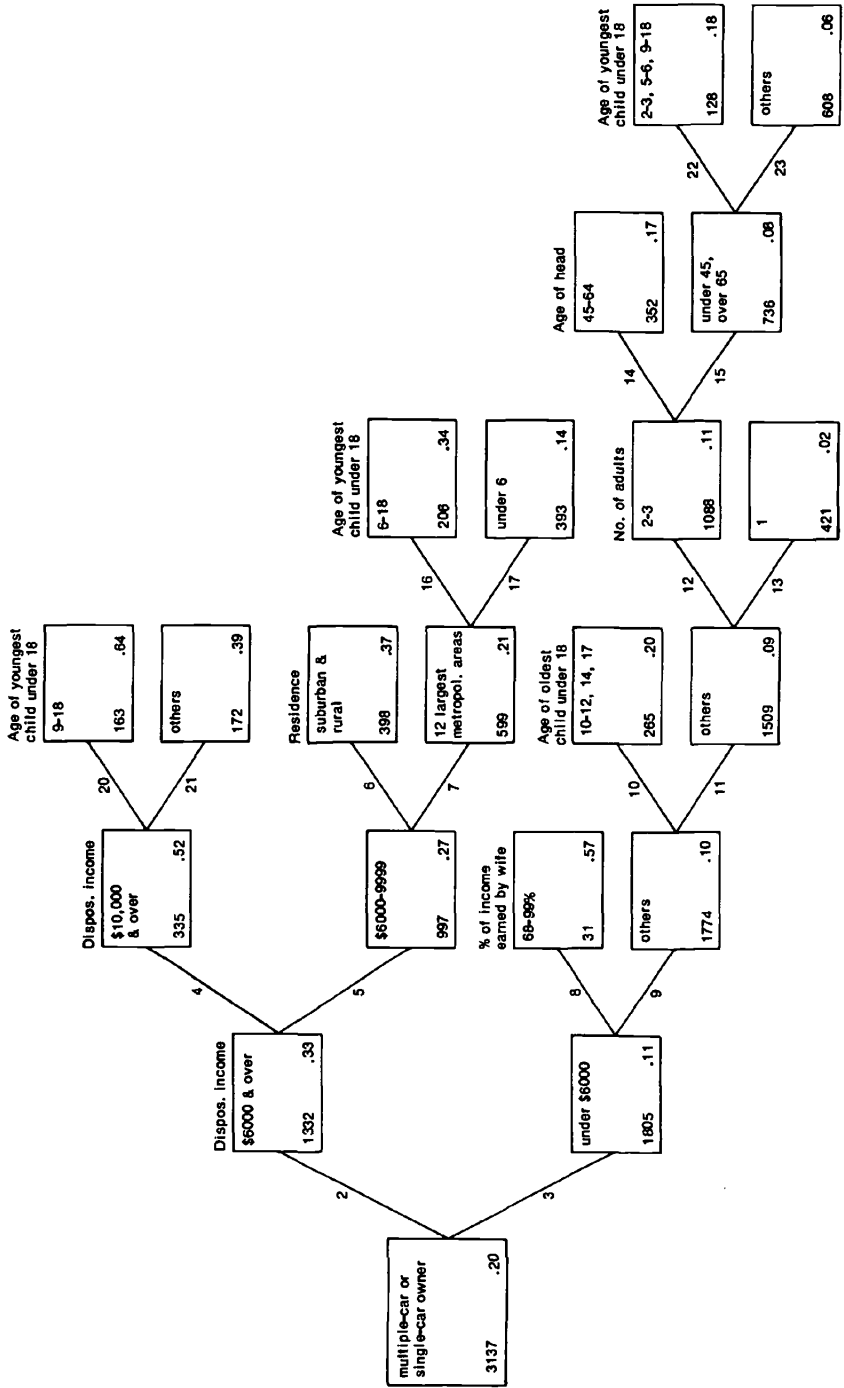 multiple-car or
single-car owner
3137 .20
2
3
Dispos. income
$6000 & over
1332 .33
under $6000
1805 .11
4
5
8
9
Dispos. income
$10,000
& over
335 .52
$6000-9999
997 .27
% of income
earned by wife
68-99%
31 .57
others
1774 .10
20
21
6
7
10
11
Age of youngest
child under 18
9-18
163 .64
others
172 .39
Residence
suburban &
rural
398 .37
12 largest
metropol. areas
599 .21
Age of oldest
child under 18
10-12, 14, 17
265 .20
others
1509 .09
16
17
12
13
Age of youngest
child under 18
6-18
206 .34
under 6
393 .14
No. of adults
2-3
1088 .11
1
421 .02
14
15
Age of head
45-64
352 .17
under 45,
over 65
736 .08
22
23
Age of youngest
child under 18
2-3, 5-6, 9-18
128 .18
others
608 .06